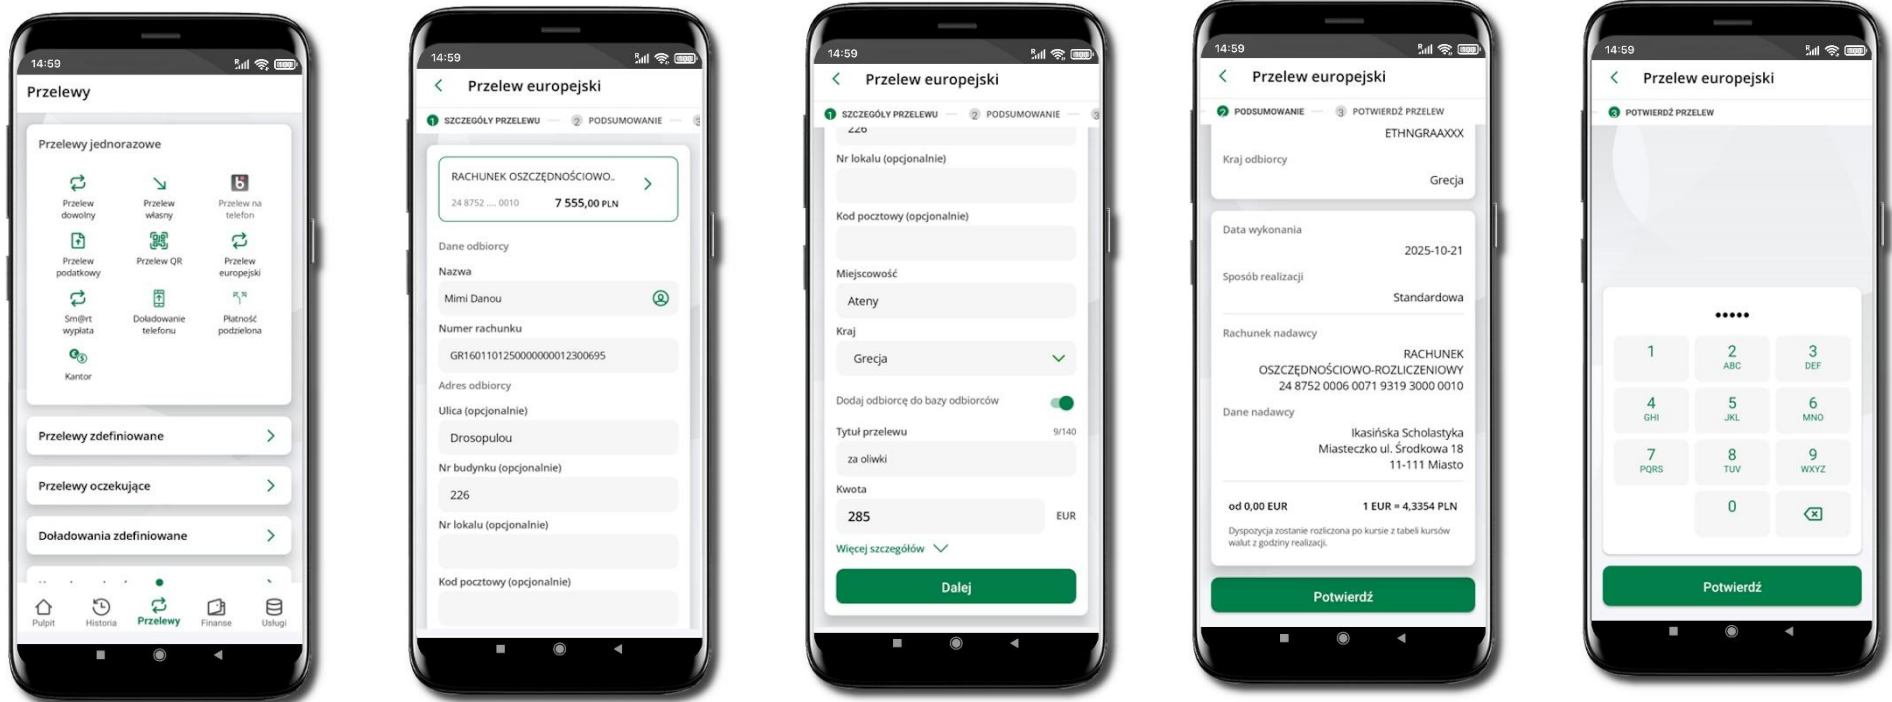 14:59
Przelewy
Przelewy jednorazowe
Przelew
dowolny
Przelew
własny
Przelew na
telefon
Przelew
podatkowy
Przelew QR
Przelew
europejski
Sm@rt
wypłata
Doładowanie
telefonu
Płatność
podzielona
Kantor
Przelewy zdefiniowane
Przelewy oczekujące
Doładowania zdefiniowane
Pulpit
Historia
Przelewy
Finanse
Usługi
14:59
Przelew europejski
1 SZCZEGÓŁY PRZELEWU
2 PODSUMOWANIE
3
RACHUNEK OSZCZĘDNOŚCIOWO..
24 8752 .... 0010 7 555,00 PLN
Dane odbiorcy
Nazwa
Mimi Danou
Numer rachunku
GR1601101250000000012300695
Adres odbiorcy
Ulica (opcjonalnie)
Drosopulou
Nr budynku (opcjonalnie)
226
Nr lokalu (opcjonalnie)
Kod pocztowy (opcjonalnie)
14:59
Przelew europejski
1 SZCZEGÓŁY PRZELEWU
2 PODSUMOWANIE
3
226
Nr lokalu (opcjonalnie)
Kod pocztowy (opcjonalnie)
Miejscowość
Ateny
Kraj
Grecja
Dodaj odbiorcę do bazy odbiorców
Tytuł przelewu 9/140
za oliwki
Kwota
285 EUR
Więcej szczegółów
Dalej
14:59
Przelew europejski
2 PODSUMOWANIE
3 POTWIERDŹ PRZELEW
ETHNGRAAXXX
Kraj odbiorcy
Grecja
Data wykonania
2025-10-21
Sposób realizacji
Standardowa
Rachunek nadawcy
RACHUNEK
OSZCZĘDNOŚCIOWO-ROZLICZENIOWY
24 8752 0006 0071 9319 3000 0010
Dane nadawcy
Ikasińska Scholastyka
Miasteczko ul. Środkowa 18
11-111 Miasto
od 0,00 EUR 1 EUR = 4,3354 PLN
Dyspozycja zostanie rozliczona po kursie z tabeli kursów
walut z godziny realizacji.
Potwierdź
14:59
Przelew europejski
3 POTWIERDŹ PRZELEW
•••••
1
2
ABC
3
DEF
4
GHI
5
JKL
6
MNO
7
PQRS
8
TUV
9
WXYZ
0
Potwierdź